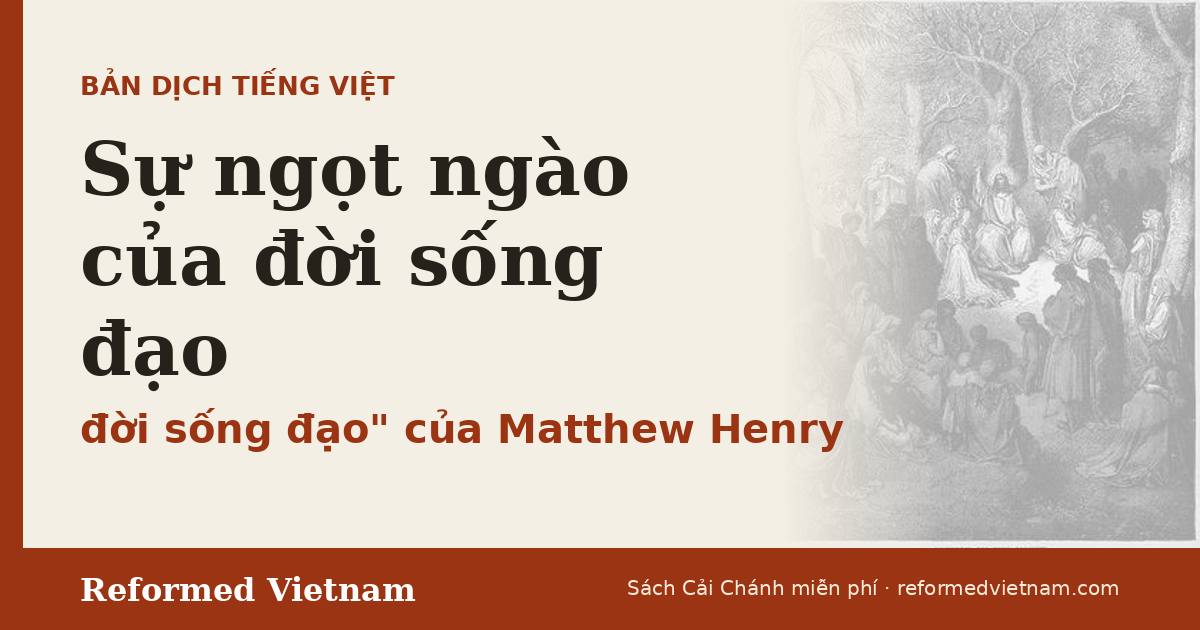 BẢN DỊCH TIẾNG VIỆT
Sự ngọt ngào
của đời sống
đạo
đời sống đạo" của Matthew Henry
Reformed Vietnam
Sách Cải Chánh miễn phí · reformedvietnam.com